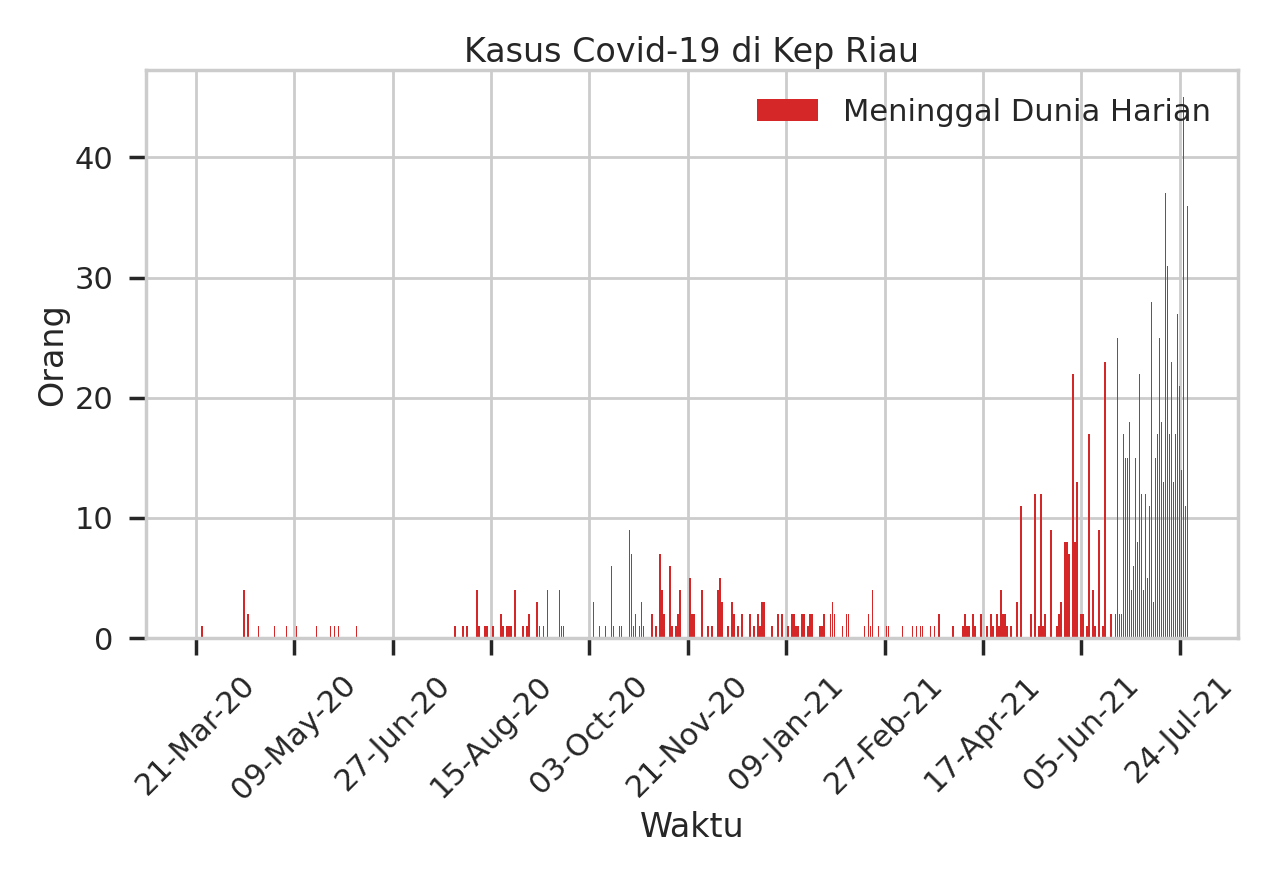 Kasus Covid-19 di Kep Riau
Meninggal Dunia Harian
Orang
40
30
20
10
0
21-Mar-20
09-May-20
27-Jun-20
15-Aug-20
03-Oct-20
21-Nov-20
09-Jan-21
27-Feb-21
17-Apr-21
05-Jun-21
24-Jul-21
Waktu